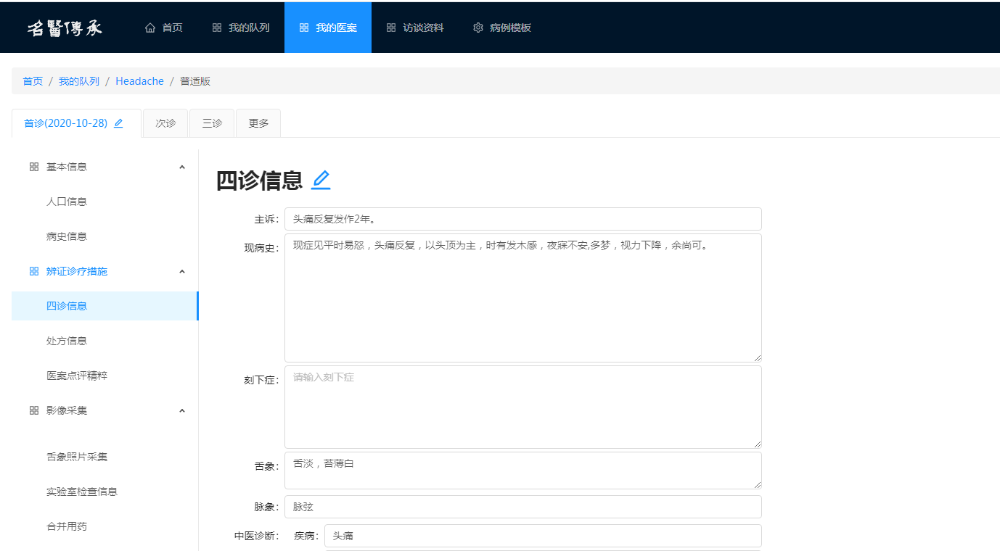 名醫傳承 首页 我的队列 我的医案 访谈资料 病例模板
首页 / 我的队列 / Headache / 普适版
首诊(2020-10-28) 次诊 三诊 更多
基本信息
人口信息
病史信息
辨证诊疗措施
四诊信息
处方信息
医案点评精粹
影像采集
舌象照片采集
实验室检查信息
合并用药
四诊信息
主诉: 头痛反复发作2年。
现病史: 现症见平时易怒，头痛反复，以头顶为主，时有发木感，夜寐不安,多梦，视力下降，余尚可。
刻下症: 请输入刻下症
舌象: 舌淡，苔薄白
脉象: 脉弦
中医诊断: 疾病: 头痛